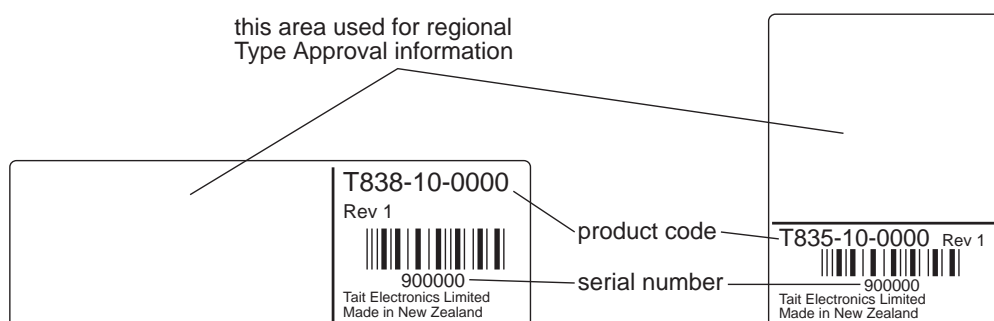 this area used for regional
Type Approval information
T838-10-0000
Rev 1
900000
Tait Electronics Limited
Made in New Zealand
product code
serial number
T835-10-0000 Rev 1
900000
Tait Electronics Limited
Made in New Zealand